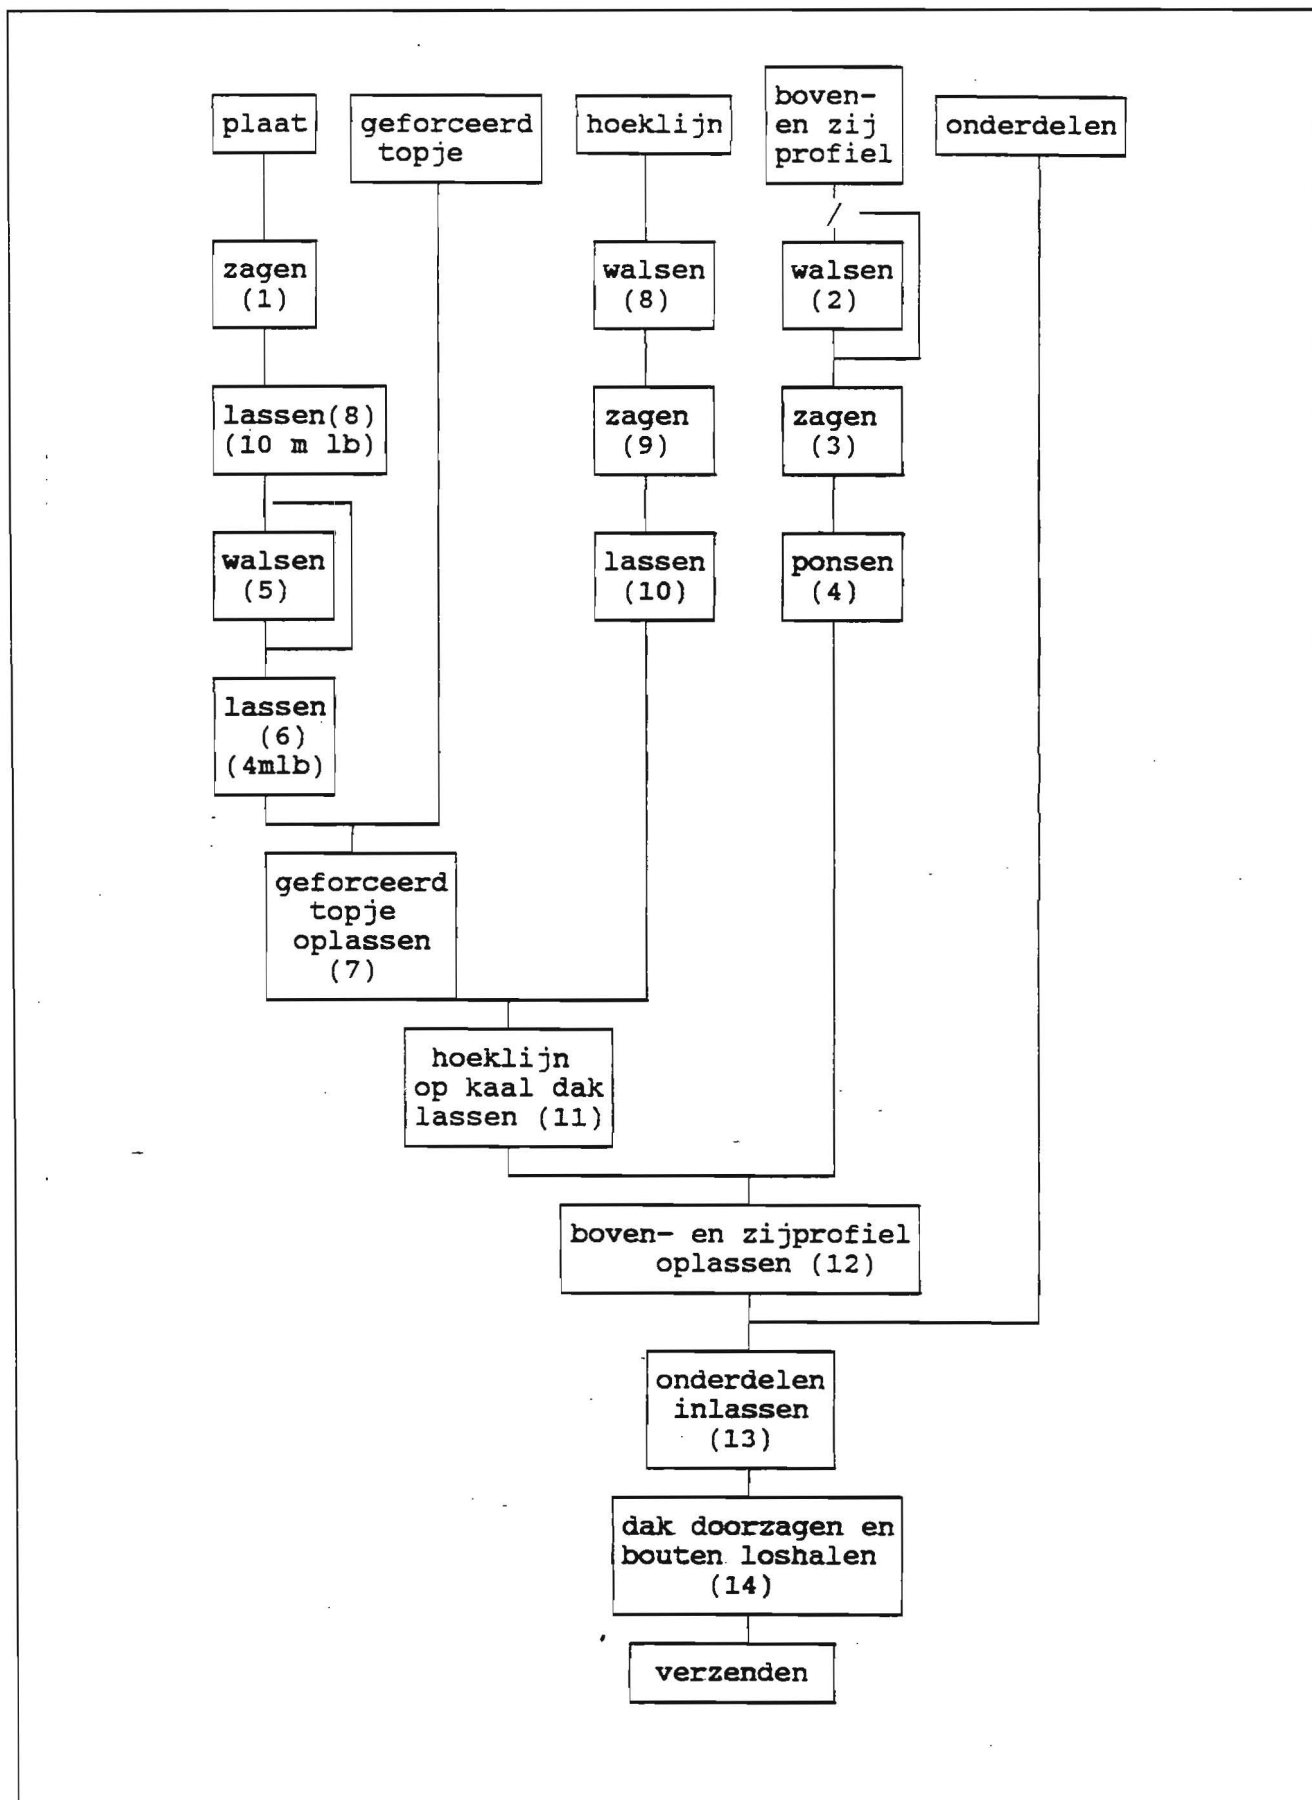 plaat
geforceerd
topje
hoeklijn
boven-
en zij
profiel
onderdelen
zagen
(1)
walsen
(8)
walsen
(2)
lassen(8)
(10 m lb)
zagen
(9)
zagen
(3)
walsen
(5)
lassen
(10)
ponsen
(4)
lassen
(6)
(4mlb)
geforceerd
topje
oplassen
(7)
hoeklijn
op kaal dak
lassen (11)
boven- en zijprofiel
oplassen (12)
onderdelen
inlassen
(13)
dak doorzagen en
bouten loshalen
(14)
verzenden